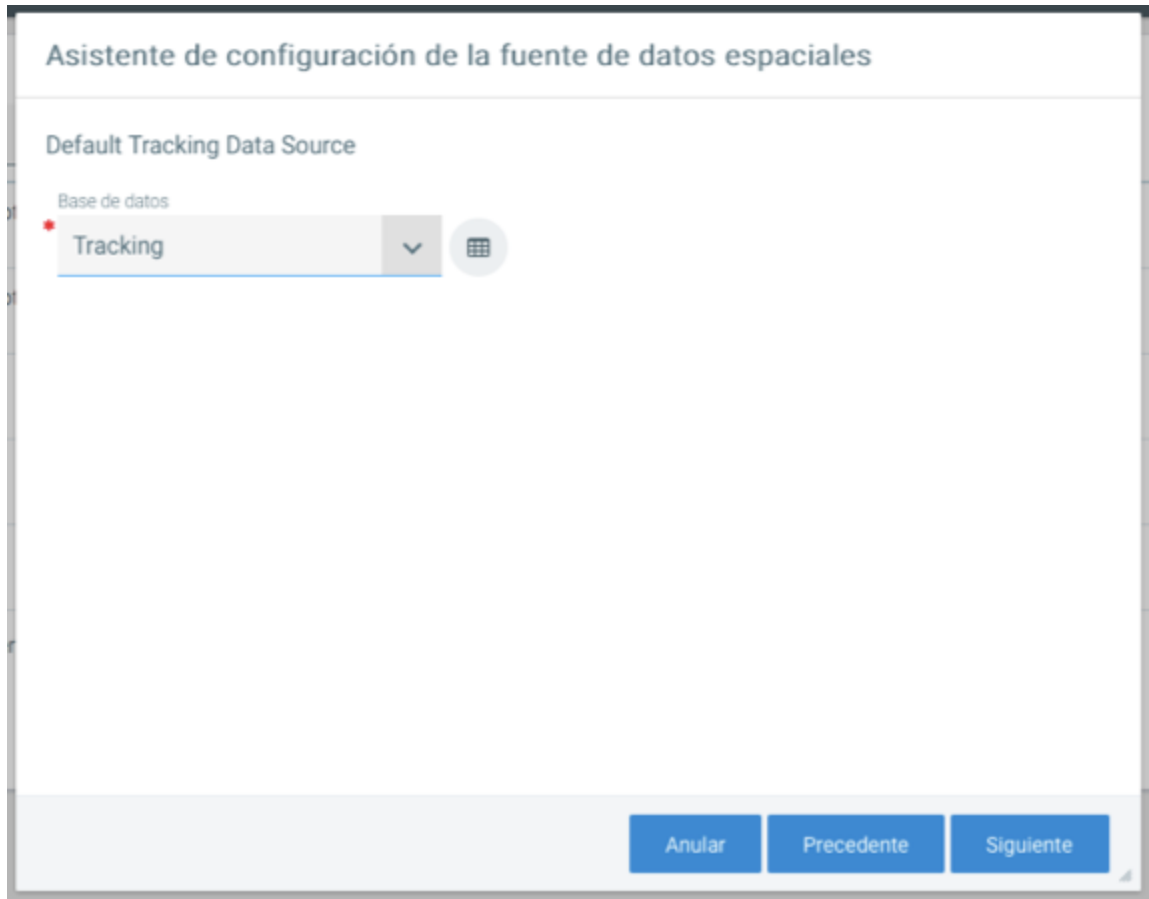 Asistente de configuración de la fuente de datos espaciales
Default Tracking Data Source
Base de datos
* Tracking
Anular Precedente Siguiente